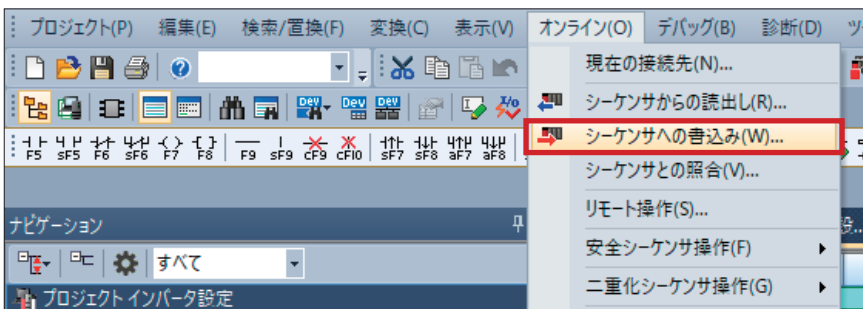 プロジェクト(P) 編集(E) 検索/置換(F) 変換(C) 表示(V) オンライン(O) デバッグ(B) 診断(D)
現在の接続先(N)...
シーケンサからの読出し(R)...
シーケンサへの書込み(W)...
シーケンサとの照合(V)...
リモート操作(S)...
安全シーケンサ操作(F)
二重化シーケンサ操作(G)
Dev Dev Dev
F5 sF5 F6 sF6 F7 F8 F9 sF9 cF9 cF10 sF7 sF8 aF7 aF8
ナビゲーション
すべて
プロジェクト インバータ設定